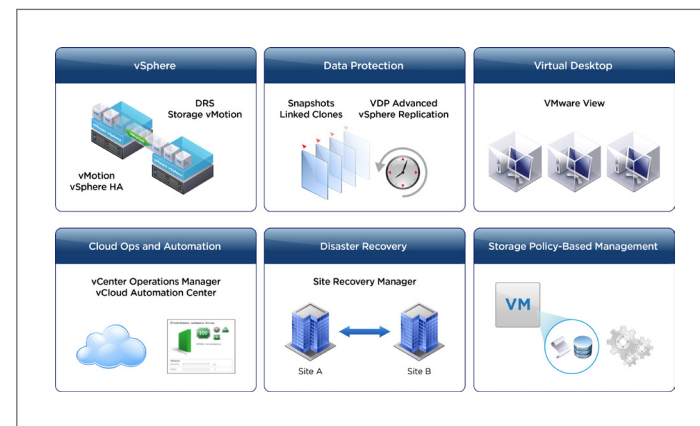 vSphere
DRS
Storage vMotion
vMotion
vSphere HA
Data Protection
Snapshots
Linked Clones
VDP Advanced
vSphere Replication
Virtual Desktop
VMware View
Cloud Ops and Automation
vCenter Operations Manager
vCloud Automation Center
Disaster Recovery
Site Recovery Manager
Site A
Site B
Storage Policy-Based Management
VM